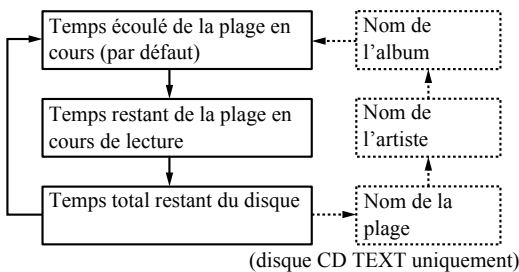 Temps écoulé de la plage en
cours (par défaut)
Temps restant de la plage en
cours de lecture
Temps total restant du disque
Nom de
l’album
Nom de
l’artiste
Nom de la
plage
(disque CD TEXT uniquement)